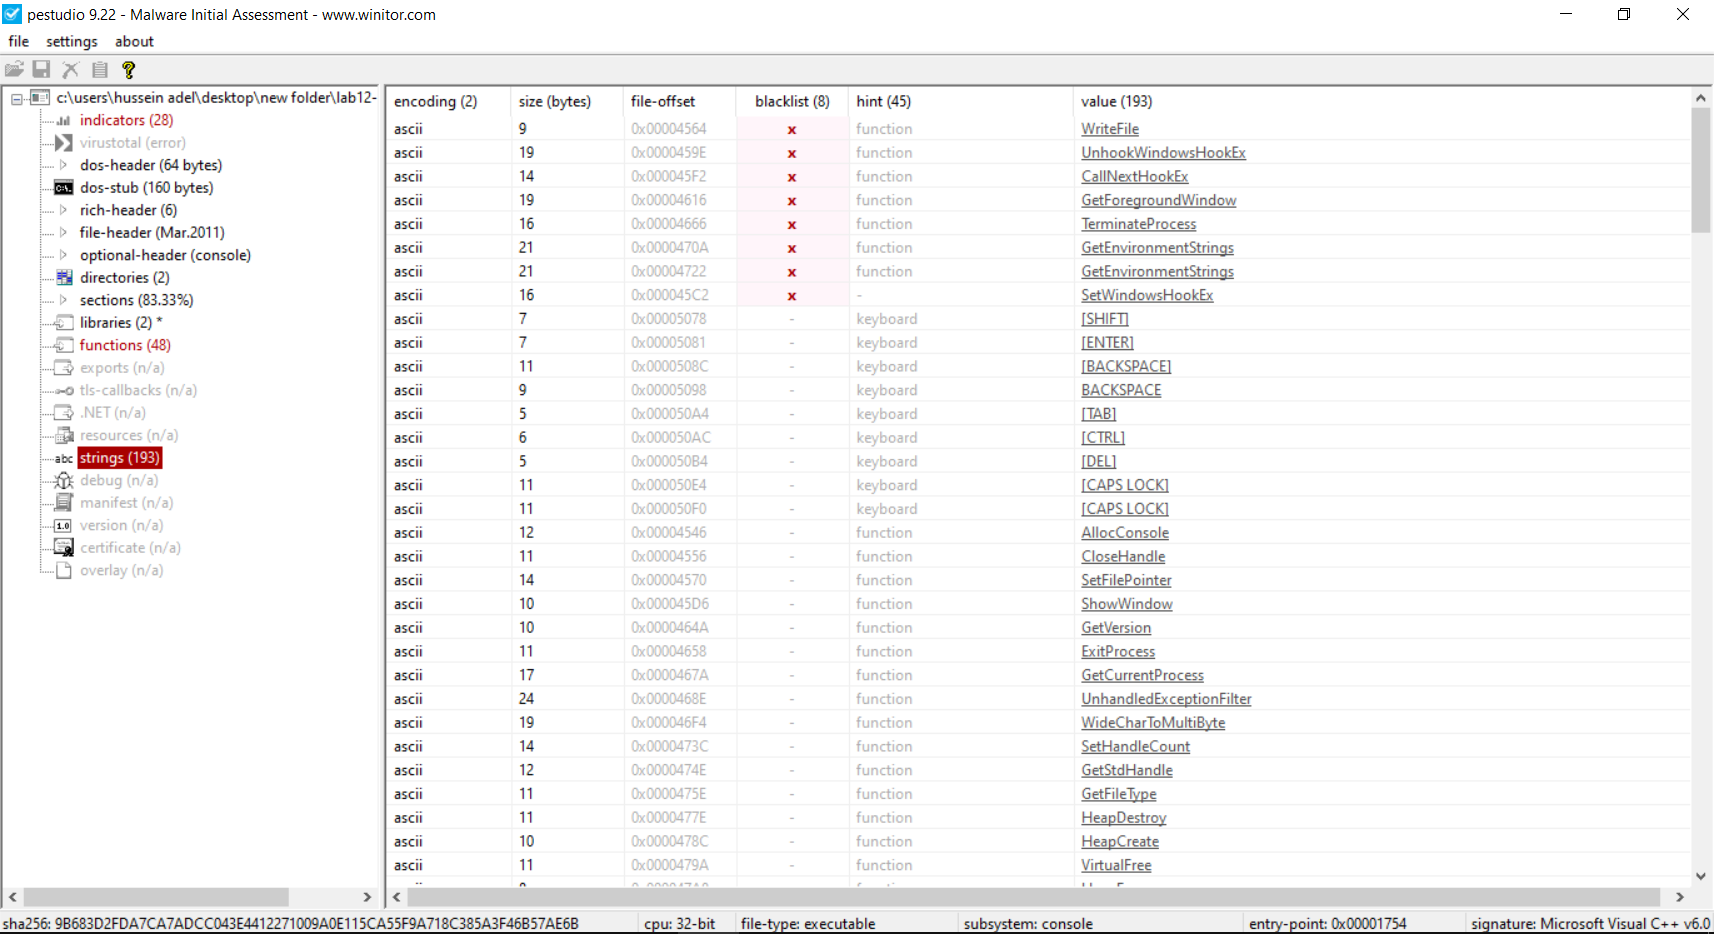 pestudio 9.22 - Malware Initial Assessment - www.winitor.com
file settings about
c:\users\hussein adel\desktop\new folder\lab12-
indicators (28)
virustotal (error)
dos-header (64 bytes)
dos-stub (160 bytes)
rich-header (6)
file-header (Mar.2011)
optional-header (console)
directories (2)
sections (83.33%)
libraries (2) *
functions (48)
exports (n/a)
tls-callbacks (n/a)
.NET (n/a)
resources (n/a)
abc strings (193)
debug (n/a)
manifest (n/a)
1.0 version (n/a)
certificate (n/a)
overlay (n/a)
encoding (2) size (bytes) file-offset blacklist (8) hint (45) value (193)
ascii 9 0x00004564 x function WriteFile
ascii 19 0x0000459E x function UnhookWindowsHookEx
ascii 14 0x000045F2 x function CallNextHookEx
ascii 19 0x00004616 x function GetForegroundWindow
ascii 16 0x00004666 x function TerminateProcess
ascii 21 0x0000470A x function GetEnvironmentStrings
ascii 21 0x00004722 x function GetEnvironmentStrings
ascii 16 0x000045C2 x - SetWindowsHookEx
ascii 7 0x00005078 - keyboard [SHIFT]
ascii 7 0x00005081 - keyboard [ENTER]
ascii 11 0x0000508C - keyboard [BACKSPACE]
ascii 9 0x00005098 - keyboard BACKSPACE
ascii 5 0x000050A4 - keyboard [TAB]
ascii 6 0x000050AC - keyboard [CTRL]
ascii 5 0x000050B4 - keyboard [DEL]
ascii 11 0x000050E4 - keyboard [CAPS LOCK]
ascii 11 0x000050F0 - keyboard [CAPS LOCK]
ascii 12 0x00004546 - function AllocConsole
ascii 11 0x00004556 - function CloseHandle
ascii 14 0x00004570 - function SetFilePointer
ascii 10 0x000045D6 - function ShowWindow
ascii 10 0x0000464A - function GetVersion
ascii 11 0x00004658 - function ExitProcess
ascii 17 0x0000467A - function GetCurrentProcess
ascii 24 0x0000468E - function UnhandledExceptionFilter
ascii 19 0x000046F4 - function WideCharToMultiByte
ascii 14 0x0000473C - function SetHandleCount
ascii 12 0x0000474E - function GetStdHandle
ascii 11 0x0000475E - function GetFileType
ascii 11 0x0000477E - function HeapDestroy
ascii 10 0x0000478C - function HeapCreate
ascii 11 0x0000479A - function VirtualFree
sha256: 9B683D2FDA7CA7ADCC043E4412271009A0E115CA55F9A718C385A3F46B57AE6B cpu: 32-bit file-type: executable subsystem: console entry-point: 0x00001754 signature: Microsoft Visual C++ v6.0